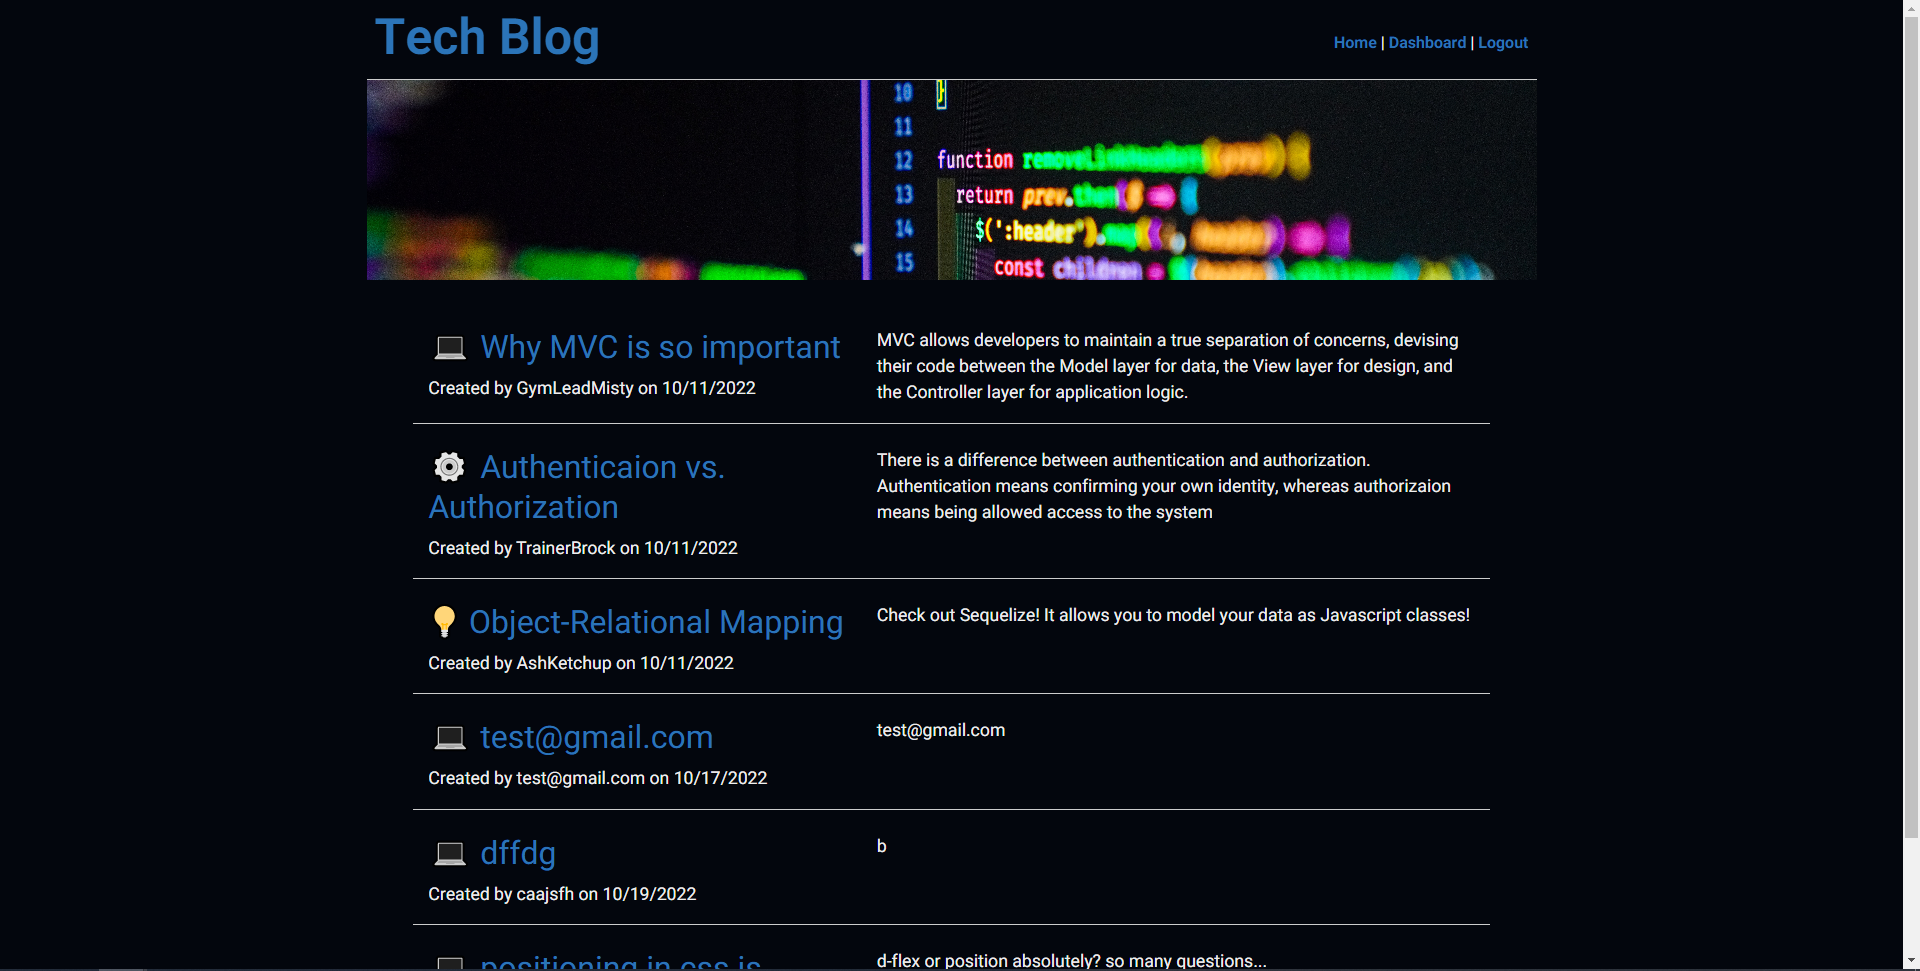 Tech Blog
Home | Dashboard | Logout
10 }
11
12 function
13 return prev.then(
14 $(':header').
15 const children
Why MVC is so important
Created by GymLeadMisty on 10/11/2022
MVC allows developers to maintain a true separation of concerns, devising
their code between the Model layer for data, the View layer for design, and
the Controller layer for application logic.
Authenticaion vs.
Authorization
Created by TrainerBrock on 10/11/2022
There is a difference between authentication and authorization.
Authentication means confirming your own identity, whereas authorizaion
means being allowed access to the system
Object-Relational Mapping
Created by AshKetchup on 10/11/2022
Check out Sequelize! It allows you to model your data as Javascript classes!
test@gmail.com
Created by test@gmail.com on 10/17/2022
test@gmail.com
dffdg
Created by caajsfh on 10/19/2022
b
positioning in css is
d-flex or position absolutely? so many questions...